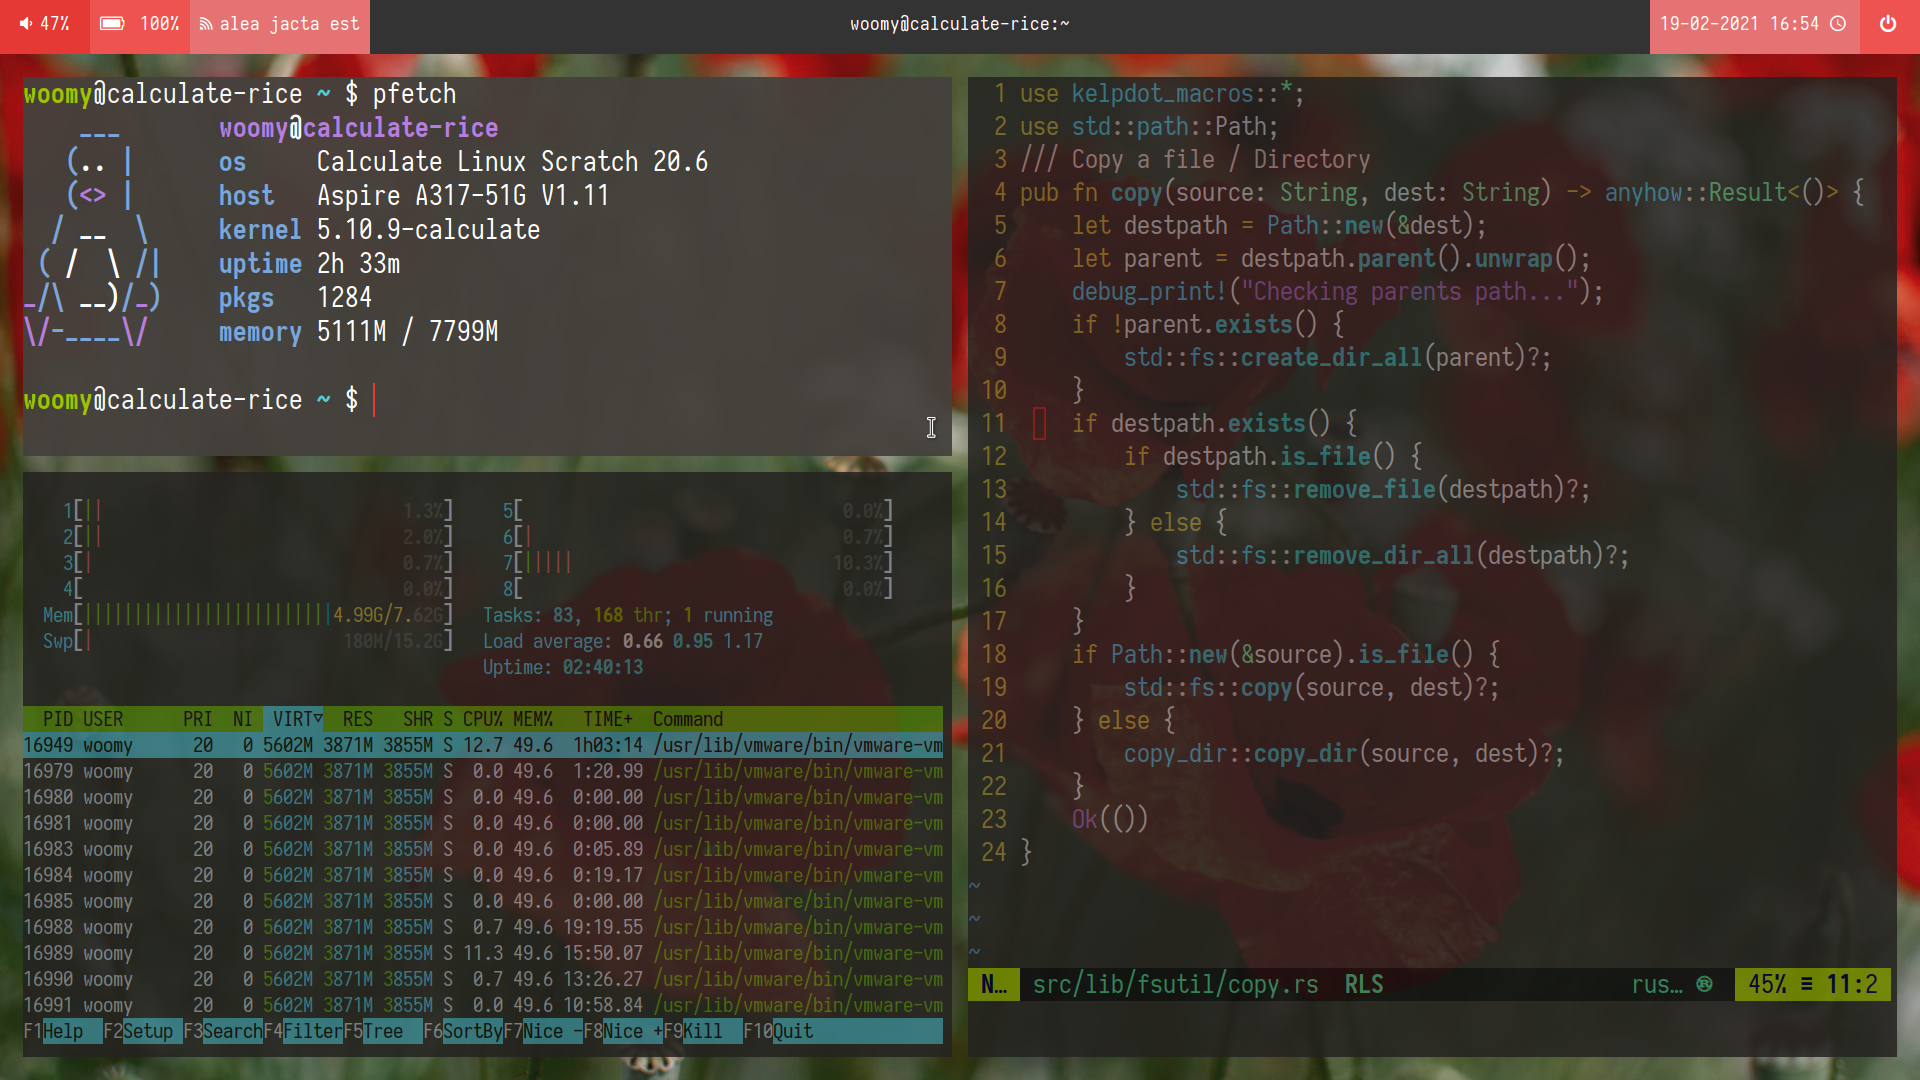 47% 100% alea jacta est woomy@calculate-rice:~ 19-02-2021 16:54
woomy@calculate-rice ~ $ pfetch
    ___       woomy@calculate-rice
   (.. |      os     Calculate Linux Scratch 20.6
   (<> |      host   Aspire A317-51G V1.11
  / __  \     kernel 5.10.9-calculate
 ( /  \ /|    uptime 2h 33m
_/\ __)/_)    pkgs   1284
\/-____\/     memory 5111M / 7799M
woomy@calculate-rice ~ $
1[|| 1.3%] 5[ 0.0%]
2[|| 2.0%] 6[| 0.7%]
3[| 0.7%] 7[||||| 10.3%]
4[ 0.0%] 8[ 0.0%]
Mem[|||||||||||||||||||||||||4.99G/7.62G] Tasks: 83, 168 thr; 1 running
Swp[| 180M/15.2G] Load average: 0.66 0.95 1.17
Uptime: 02:40:13
PID USER PRI NI VIRT▽ RES SHR S CPU% MEM% TIME+ Command
16949 woomy 20 0 5602M 3871M 3855M S 12.7 49.6 1h03:14 /usr/lib/vmware/bin/vmware-vm
16979 woomy 20 0 5602M 3871M 3855M S 0.0 49.6 1:20.99 /usr/lib/vmware/bin/vmware-vm
16980 woomy 20 0 5602M 3871M 3855M S 0.0 49.6 0:00.00 /usr/lib/vmware/bin/vmware-vm
16981 woomy 20 0 5602M 3871M 3855M S 0.0 49.6 0:00.00 /usr/lib/vmware/bin/vmware-vm
16983 woomy 20 0 5602M 3871M 3855M S 0.0 49.6 0:05.89 /usr/lib/vmware/bin/vmware-vm
16984 woomy 20 0 5602M 3871M 3855M S 0.0 49.6 0:19.17 /usr/lib/vmware/bin/vmware-vm
16985 woomy 20 0 5602M 3871M 3855M S 0.0 49.6 0:00.00 /usr/lib/vmware/bin/vmware-vm
16988 woomy 20 0 5602M 3871M 3855M S 0.7 49.6 19:19.55 /usr/lib/vmware/bin/vmware-vm
16989 woomy 20 0 5602M 3871M 3855M S 11.3 49.6 15:50.07 /usr/lib/vmware/bin/vmware-vm
16990 woomy 20 0 5602M 3871M 3855M S 0.7 49.6 13:26.27 /usr/lib/vmware/bin/vmware-vm
16991 woomy 20 0 5602M 3871M 3855M S 0.0 49.6 10:58.84 /usr/lib/vmware/bin/vmware-vm
F1Help F2Setup F3SearchF4FilterF5Tree F6SortByF7Nice -F8Nice +F9Kill F10Quit
1 use kelpdot_macros::*;
2 use std::path::Path;
3 /// Copy a file / Directory
4 pub fn copy(source: String, dest: String) -> anyhow::Result<()> {
5     let destpath = Path::new(&dest);
6     let parent = destpath.parent().unwrap();
7     debug_print!("Checking parents path...");
8     if !parent.exists() {
9         std::fs::create_dir_all(parent)?;
10     }
11     if destpath.exists() {
12         if destpath.is_file() {
13             std::fs::remove_file(destpath)?;
14         } else {
15             std::fs::remove_dir_all(destpath)?;
16         }
17     }
18     if Path::new(&source).is_file() {
19         std::fs::copy(source, dest)?;
20     } else {
21         copy_dir::copy_dir(source, dest)?;
22     }
23     Ok(())
24 }
~
~
~
N… src/lib/fsutil/copy.rs RLS rus… 45% ≡ 11:2